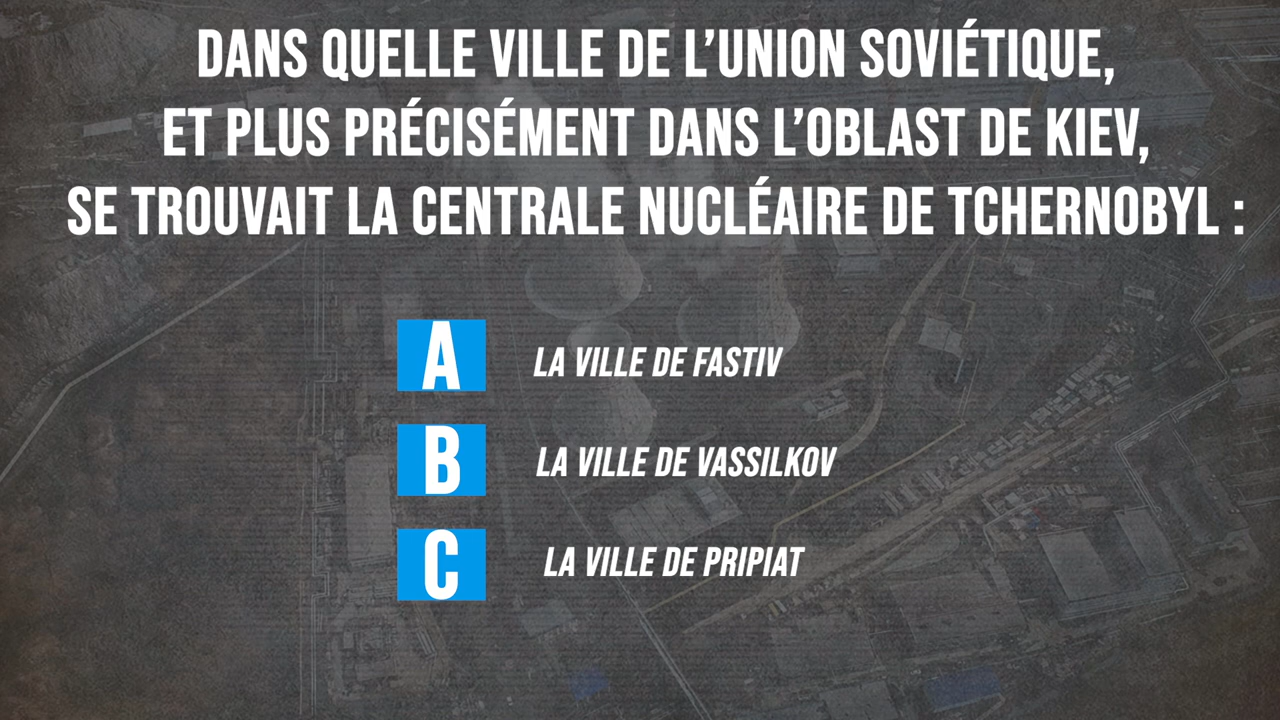 DANS QUELLE VILLE DE L'UNION SOVIÉTIQUE,
ET PLUS PRÉCISÉMENT DANS L'OBLAST DE KIEV,
SE TROUVAIT LA CENTRALE NUCLÉAIRE DE TCHERNOBYL :
A LA VILLE DE FASTIV
B LA VILLE DE VASSILKOV
C LA VILLE DE PRIPIAT